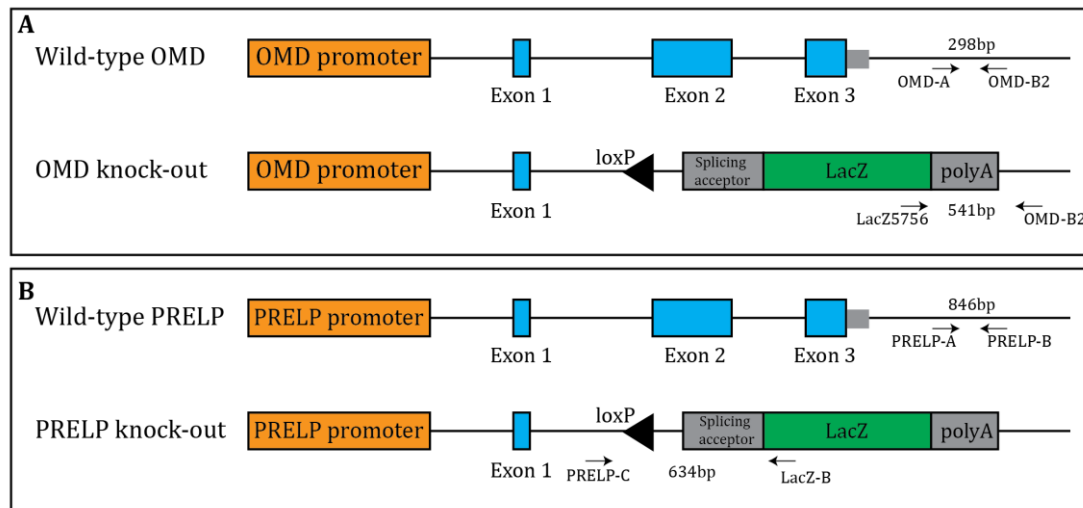 A
Wild-type OMD
OMD promoter
Exon 1
Exon 2
Exon 3
298bp
OMD-A
OMD-B2
OMD knock-out
OMD promoter
Exon 1
loxP
Splicing
acceptor
LacZ
polyA
LacZ5756
541bp
OMD-B2
B
Wild-type PRELP
PRELP promoter
Exon 1
Exon 2
Exon 3
846bp
PRELP-A
PRELP-B
PRELP knock-out
PRELP promoter
Exon 1
loxP
Splicing
acceptor
LacZ
polyA
PRELP-C
634bp
LacZ-B